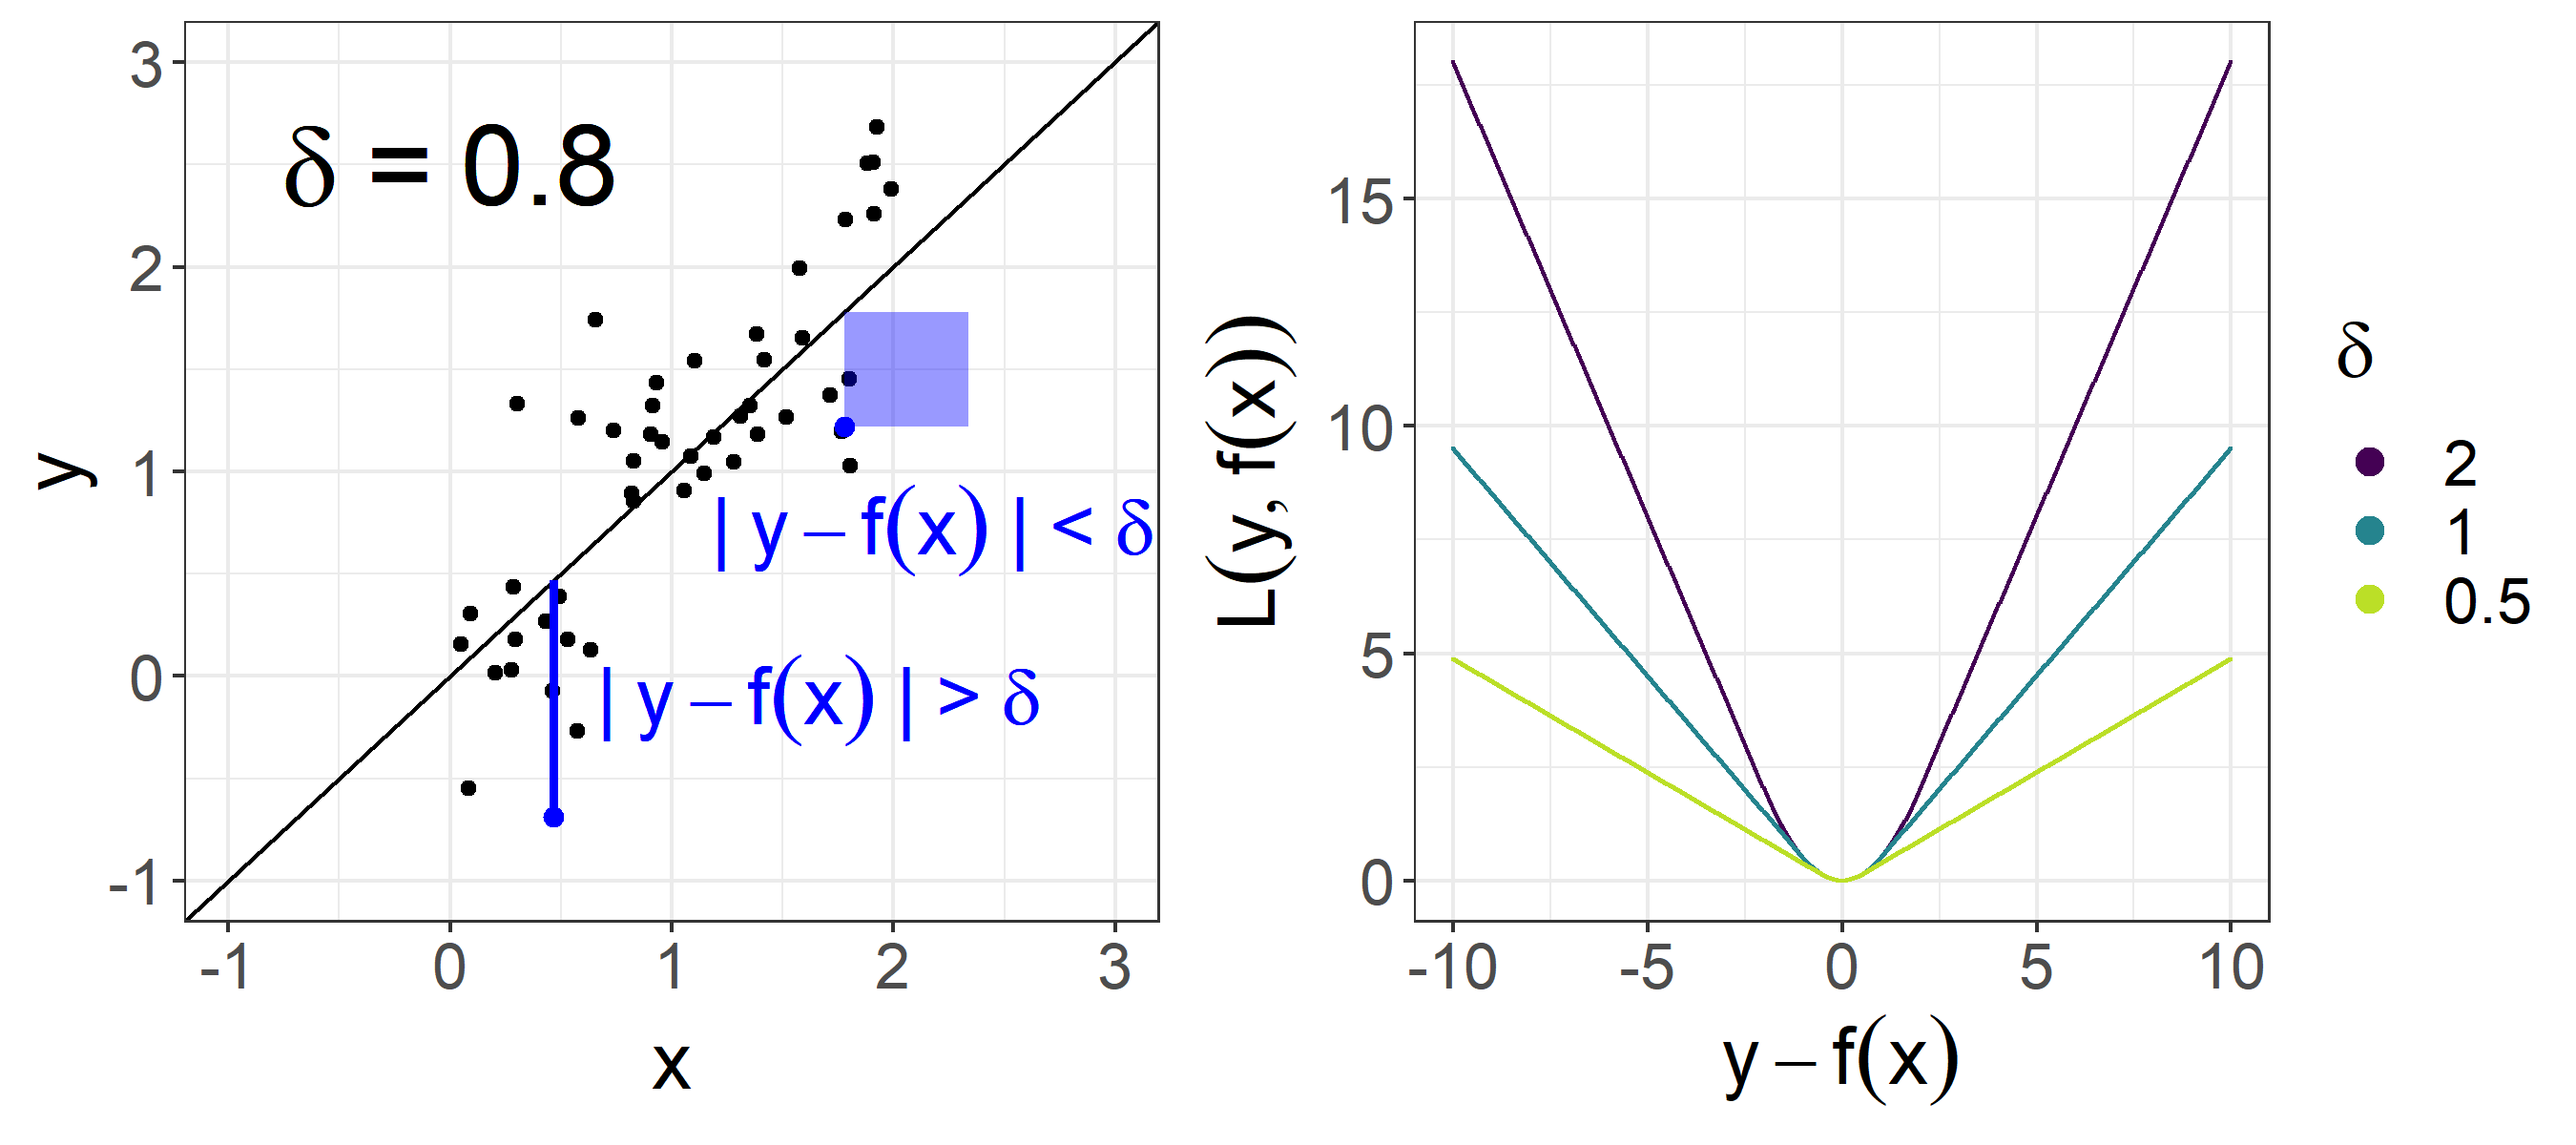 δ = 0.8
| y – f(x) | < δ
| y – f(x) | > δ
3
2
1
0
-1
y
-1 0 1 2 3
x
15
10
5
0
L(y, f(x))
-10 -5 0 5 10
y – f(x)
δ
2
1
0.5